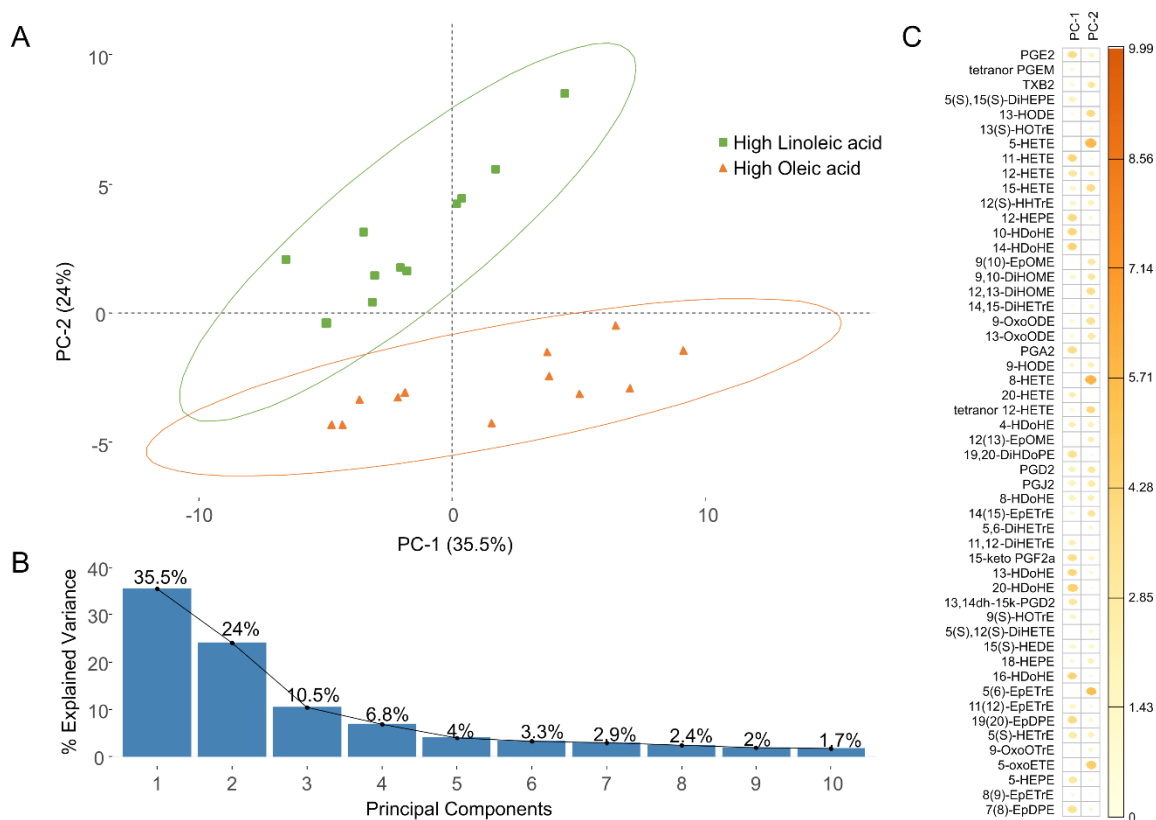 A
10
5
0
-5
-10
0
10
PC-2 (24%)
PC-1 (35.5%)
High Linoleic acid
High Oleic acid
B
40
30
20
10
0
% Explained Variance
35.5%
24%
10.5%
6.8%
4%
3.3%
2.9%
2.4%
2%
1.7%
1
2
3
4
5
6
7
8
9
10
Principal Components
C
PC-1
PC-2
PGE2
tetranor PGEM
TXB2
5(S),15(S)-DiHEPE
13-HODE
13(S)-HOTrE
5-HETE
11-HETE
12-HETE
15-HETE
12(S)-HHTrE
12-HEPE
10-HDoHE
14-HDoHE
9(10)-EpOME
9,10-DiHOME
12,13-DiHOME
14,15-DiHETrE
9-OxoODE
13-OxoODE
PGA2
9-HODE
8-HETE
20-HETE
tetranor 12-HETE
4-HDoHE
12(13)-EpOME
19,20-DiHDoPE
PGD2
PGJ2
8-HDoHE
14(15)-EpETrE
5,6-DiHETrE
11,12-DiHETrE
15-keto PGF2a
13-HDoHE
20-HDoHE
13,14dh-15k-PGD2
9(S)-HOTrE
5(S),12(S)-DiHETE
15(S)-HEDE
18-HEPE
16-HDoHE
5(6)-EpETrE
11(12)-EpETrE
19(20)-EpDPE
5(S)-HETrE
9-OxoOTrE
5-oxoETE
5-HEPE
8(9)-EpETrE
7(8)-EpDPE
9.99
8.56
7.14
5.71
4.28
2.85
1.43
0